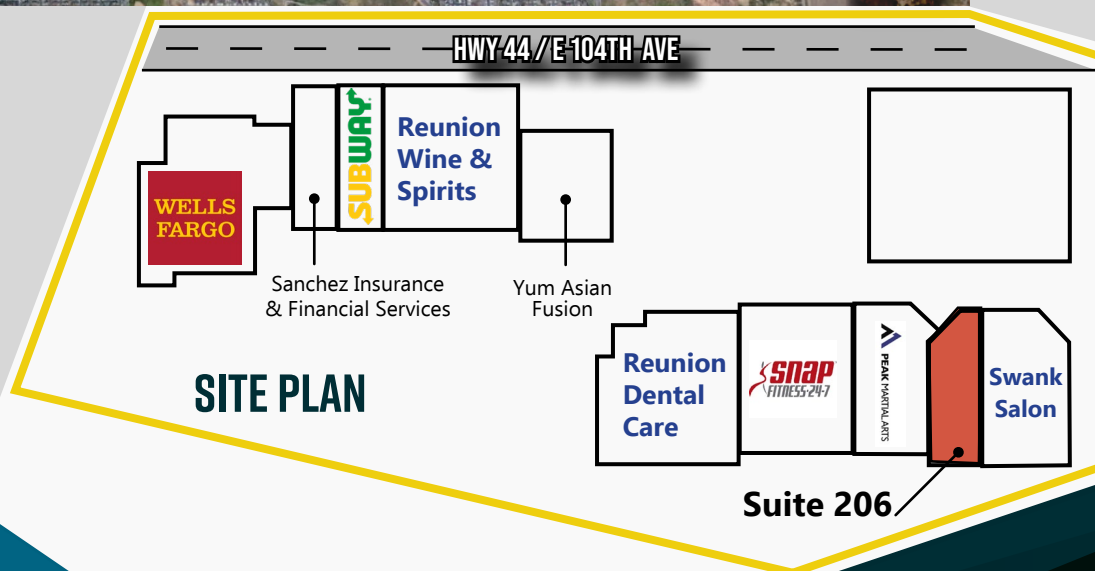 HWY 44 / E 104TH AVE
WELLS
FARGO
SUBWAY
Reunion
Wine &
Spirits
Sanchez Insurance
& Financial Services
Yum Asian
Fusion
SITE PLAN
Reunion
Dental
Care
snap
FITNESS·24-7
PEAK MARTIAL ARTS
Swank
Salon
Suite 206